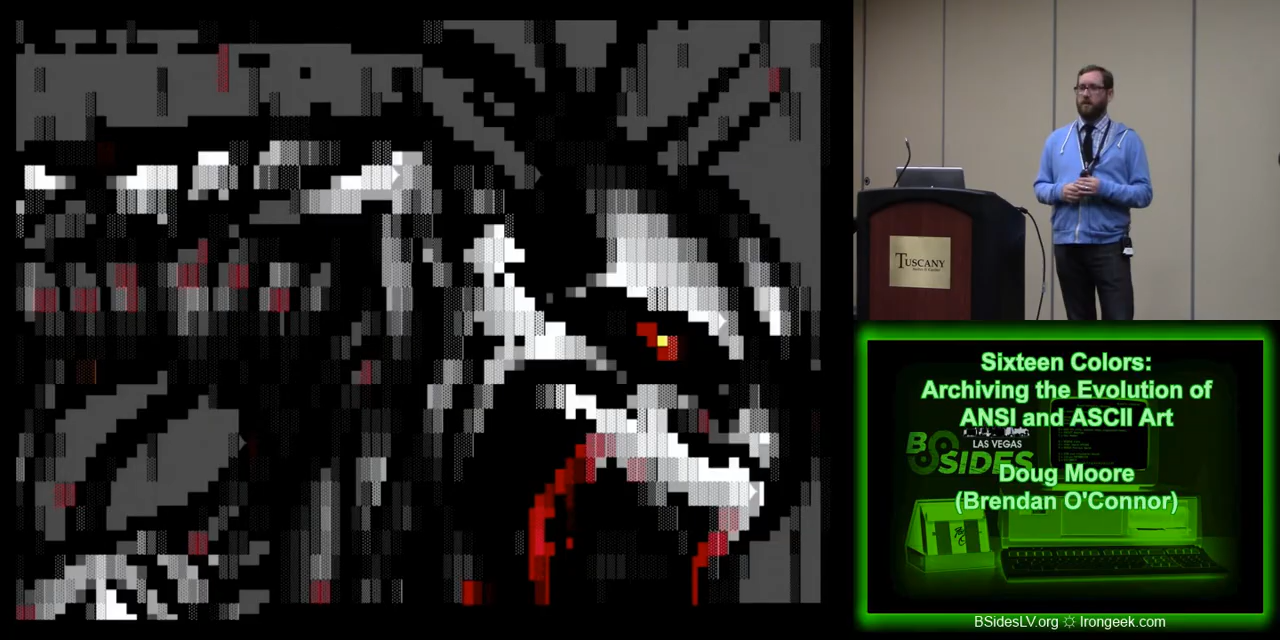 TUSCANY
Sixteen Colors:
Archiving the Evolution of
ANSI and ASCII Art
BSIDES
LAS VEGAS
Doug Moore
(Brendan O'Connor)
BSidesLV.org ☼ Irongeek.com